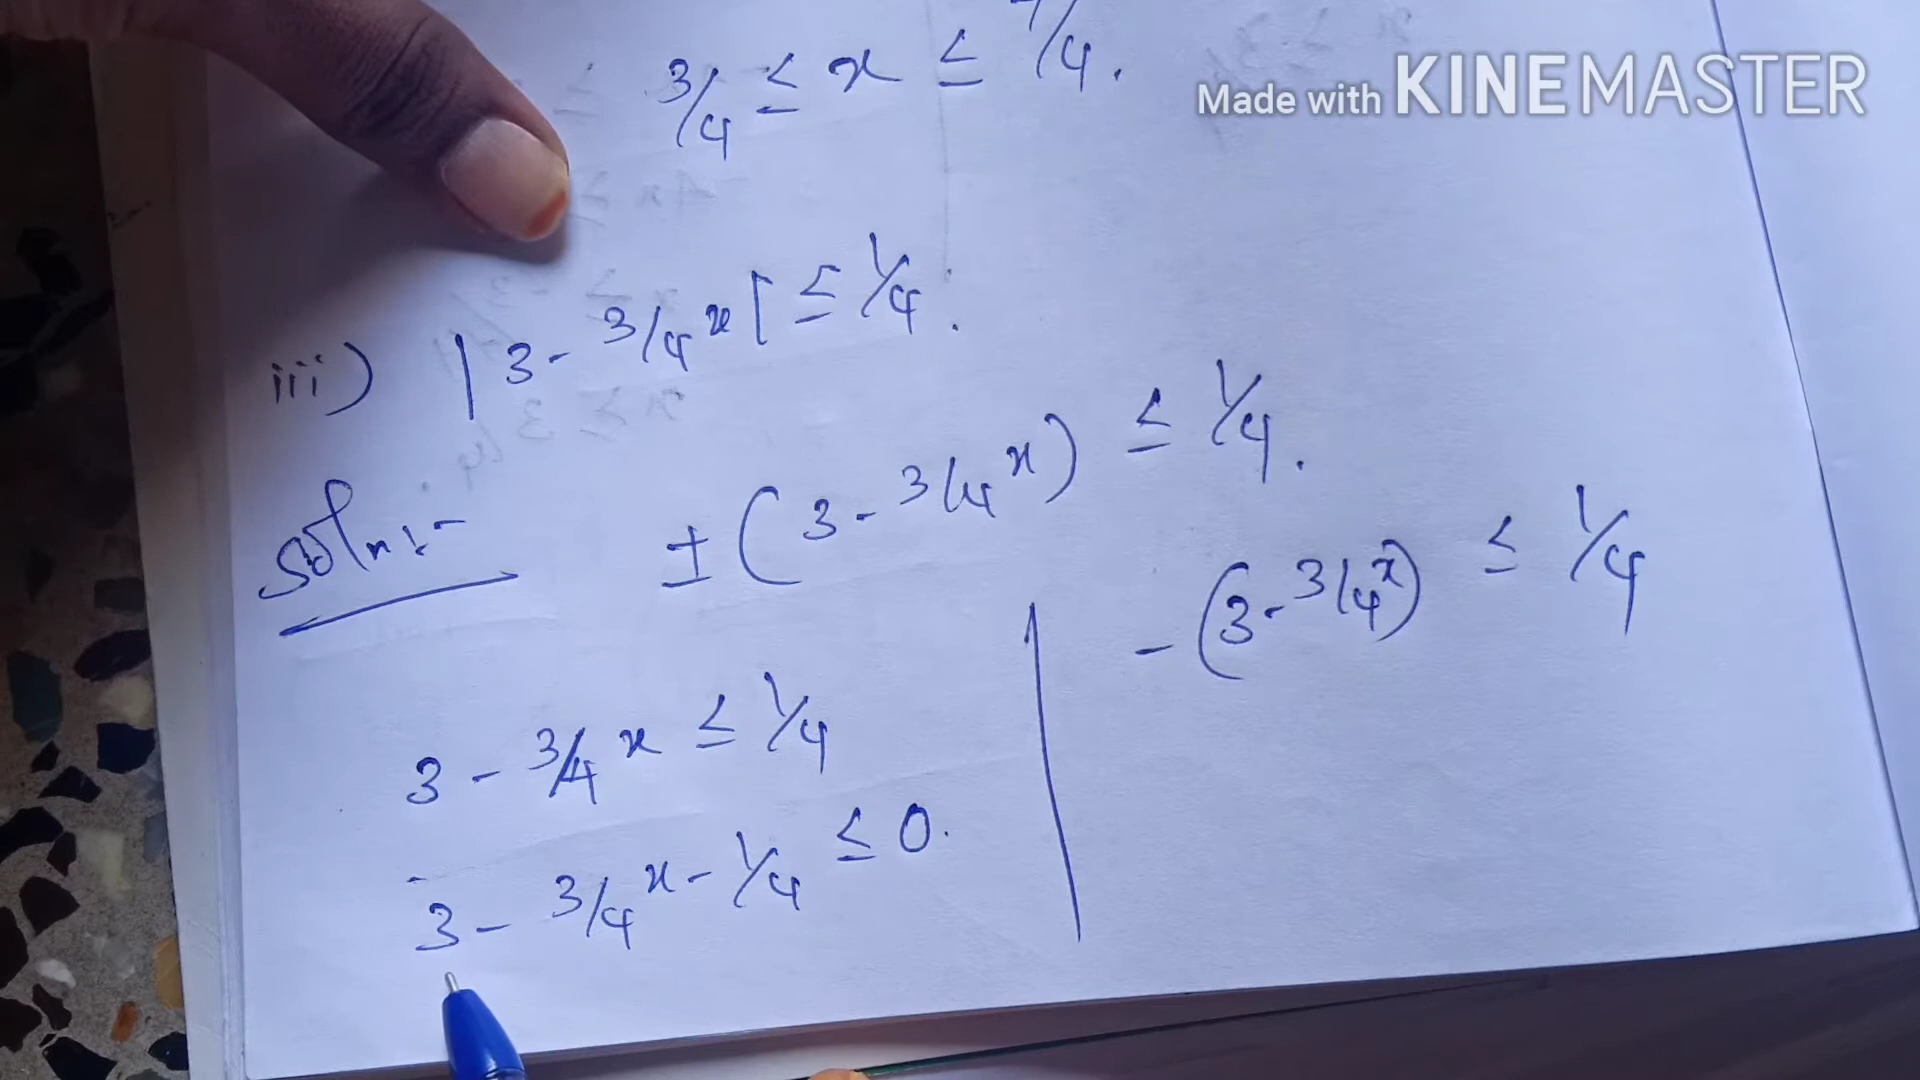 3/4 ≤ x ≤ 7/4.
Made with KINEMASTER
iii) |3 - 3/4 x| ≤ 1/4.
Soln:- ± (3 - 3/4 x) ≤ 1/4.
- (3 - 3/4 x) ≤ 1/4
3 - 3/4 x ≤ 1/4
3 - 3/4 x - 1/4 ≤ 0.